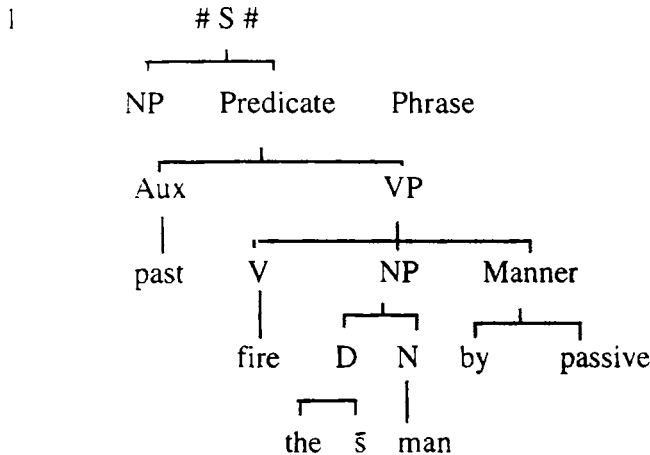 1 # S #
NP Predicate Phrase
Aux VP
past V NP Manner
fire D N by passive
the s̄ man